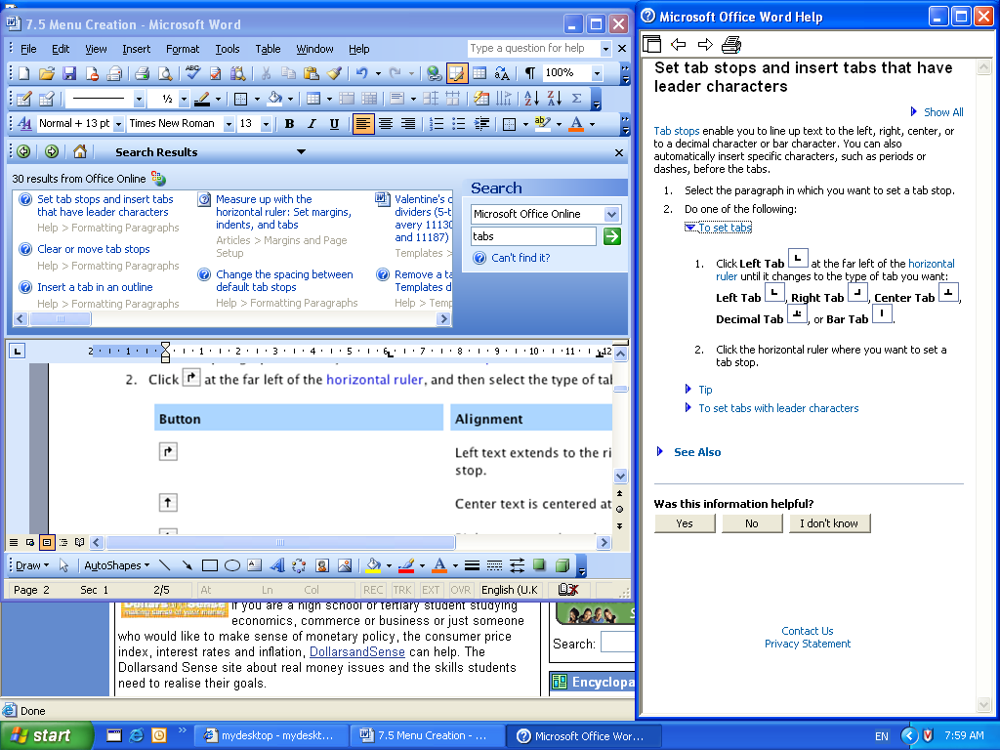 7.5 Menu Creation - Microsoft Word
File Edit View Insert Format Tools Table Window Help
Type a question for help
100%
½
Normal + 13 pt Times New Roman 13 B I U
Search Results
30 results from Office Online
Set tab stops and insert tabs
that have leader characters
Help > Formatting Paragraphs
Clear or move tab stops
Help > Formatting Paragraphs
Insert a tab in an outline
Help > Formatting Paragraphs
Measure up with the
horizontal ruler: Set margins,
indents, and tabs
Articles > Margins and Page
Setup
Change the spacing between
default tab stops
Help > Formatting Paragraphs
Valentine's c
dividers (5-t
avery 11130
and 11187)
Templates >
Remove a ta
Templates d
Help > Temp
Search
Microsoft Office Online
tabs
Can't find it?
2 1 1 2 3 4 5 6 7 8 9 10 11 12
2. Click at the far left of the horizontal ruler, and then select the type of tal
Button Alignment
Left text extends to the ri
stop.
Center text is centered at
Draw AutoShapes
Page 2 Sec 1 2/5 At Ln Col REC TRK EXT OVR English (U.K
If you are a high school or tertiary student studying
economics, commerce or business or just someone
who would like to make sense of monetary policy, the consumer price
index, interest rates and inflation, DollarsandSense can help. The
Dollarsand Sense site about real money issues and the skills students
need to realise their goals.
Search:
Encyclopa
Done
Microsoft Office Word Help
Set tab stops and insert tabs that have
leader characters
Show All
Tab stops enable you to line up text to the left, right, center, or
to a decimal character or bar character. You can also
automatically insert specific characters, such as periods or
dashes, before the tabs.
1. Select the paragraph in which you want to set a tab stop.
2. Do one of the following:
To set tabs
1. Click Left Tab at the far left of the horizontal
ruler until it changes to the type of tab you want:
Left Tab , Right Tab , Center Tab ,
Decimal Tab , or Bar Tab .
2. Click the horizontal ruler where you want to set a
tab stop.
Tip
To set tabs with leader characters
See Also
Was this information helpful?
Yes No I don't know
Contact Us
Privacy Statement
start mydesktop - mydeskt... 7.5 Menu Creation - ... Microsoft Office Wor... EN 7:59 AM